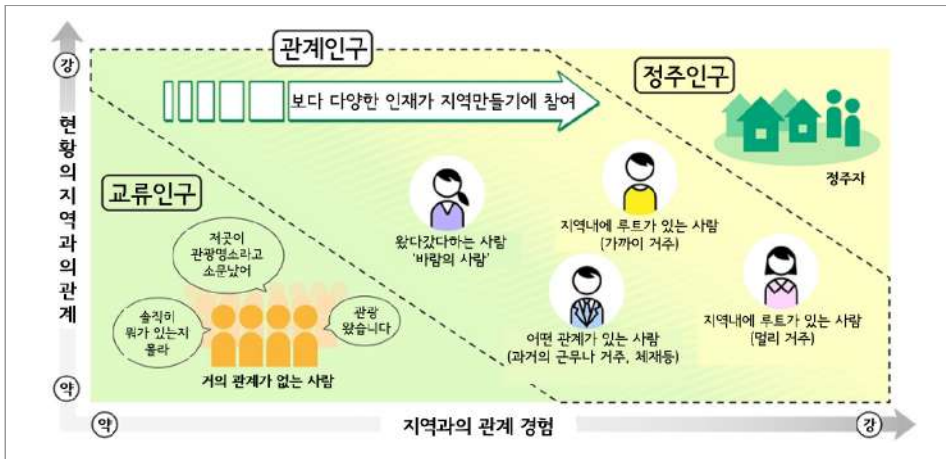 관계인구
강
보다 다양한 인재가 지역만들기에 참여
정주인구
정주자
현황의 지역과의 관계
교류인구
저곳이
관광명소라고
소문났어
솔직히
뭐가 있는지
몰라
관광
왔습니다
거의 관계가 없는 사람
왔다갔다하는 사람
'바람의 사람'
지역내에 루트가 있는 사람
(가까이 거주)
어떤 관계가 있는 사람
(과거의 근무나 거주, 체재등)
지역내에 루트가 있는 사람
(멀리 거주)
약
약
지역과의 관계 경험
강